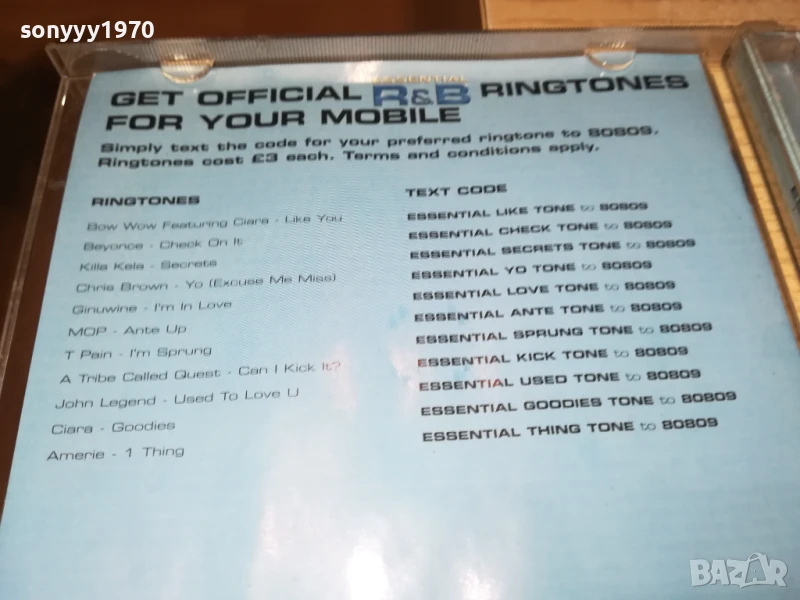 sonyyy1970
GET OFFICIAL ESSENTIAL R&B RINGTONES
FOR YOUR MOBILE
Simply text the code for your preferred ringtone to 80809.
Ringtones cost £3 each. Terms and conditions apply.
RINGTONES TEXT CODE
Bow Wow Featuring Ciara - Like You ESSENTIAL LIKE TONE to 80809
Beyonce - Check On It ESSENTIAL CHECK TONE to 80809
Killa Kela - Secrets ESSENTIAL SECRETS TONE to 80809
Chris Brown - Yo (Excuse Me Miss) ESSENTIAL YO TONE to 80809
Ginuwine - I'm In Love ESSENTIAL LOVE TONE to 80809
MOP - Ante Up ESSENTIAL ANTE TONE to 80809
T Pain - I'm Sprung ESSENTIAL SPRUNG TONE to 80809
A Tribe Called Quest - Can I Kick It? ESSENTIAL KICK TONE to 80809
John Legend - Used To Love U ESSENTIAL USED TONE to 80809
Ciara - Goodies ESSENTIAL GOODIES TONE to 80809
Amerie - 1 Thing ESSENTIAL THING TONE to 80809
BAZAR